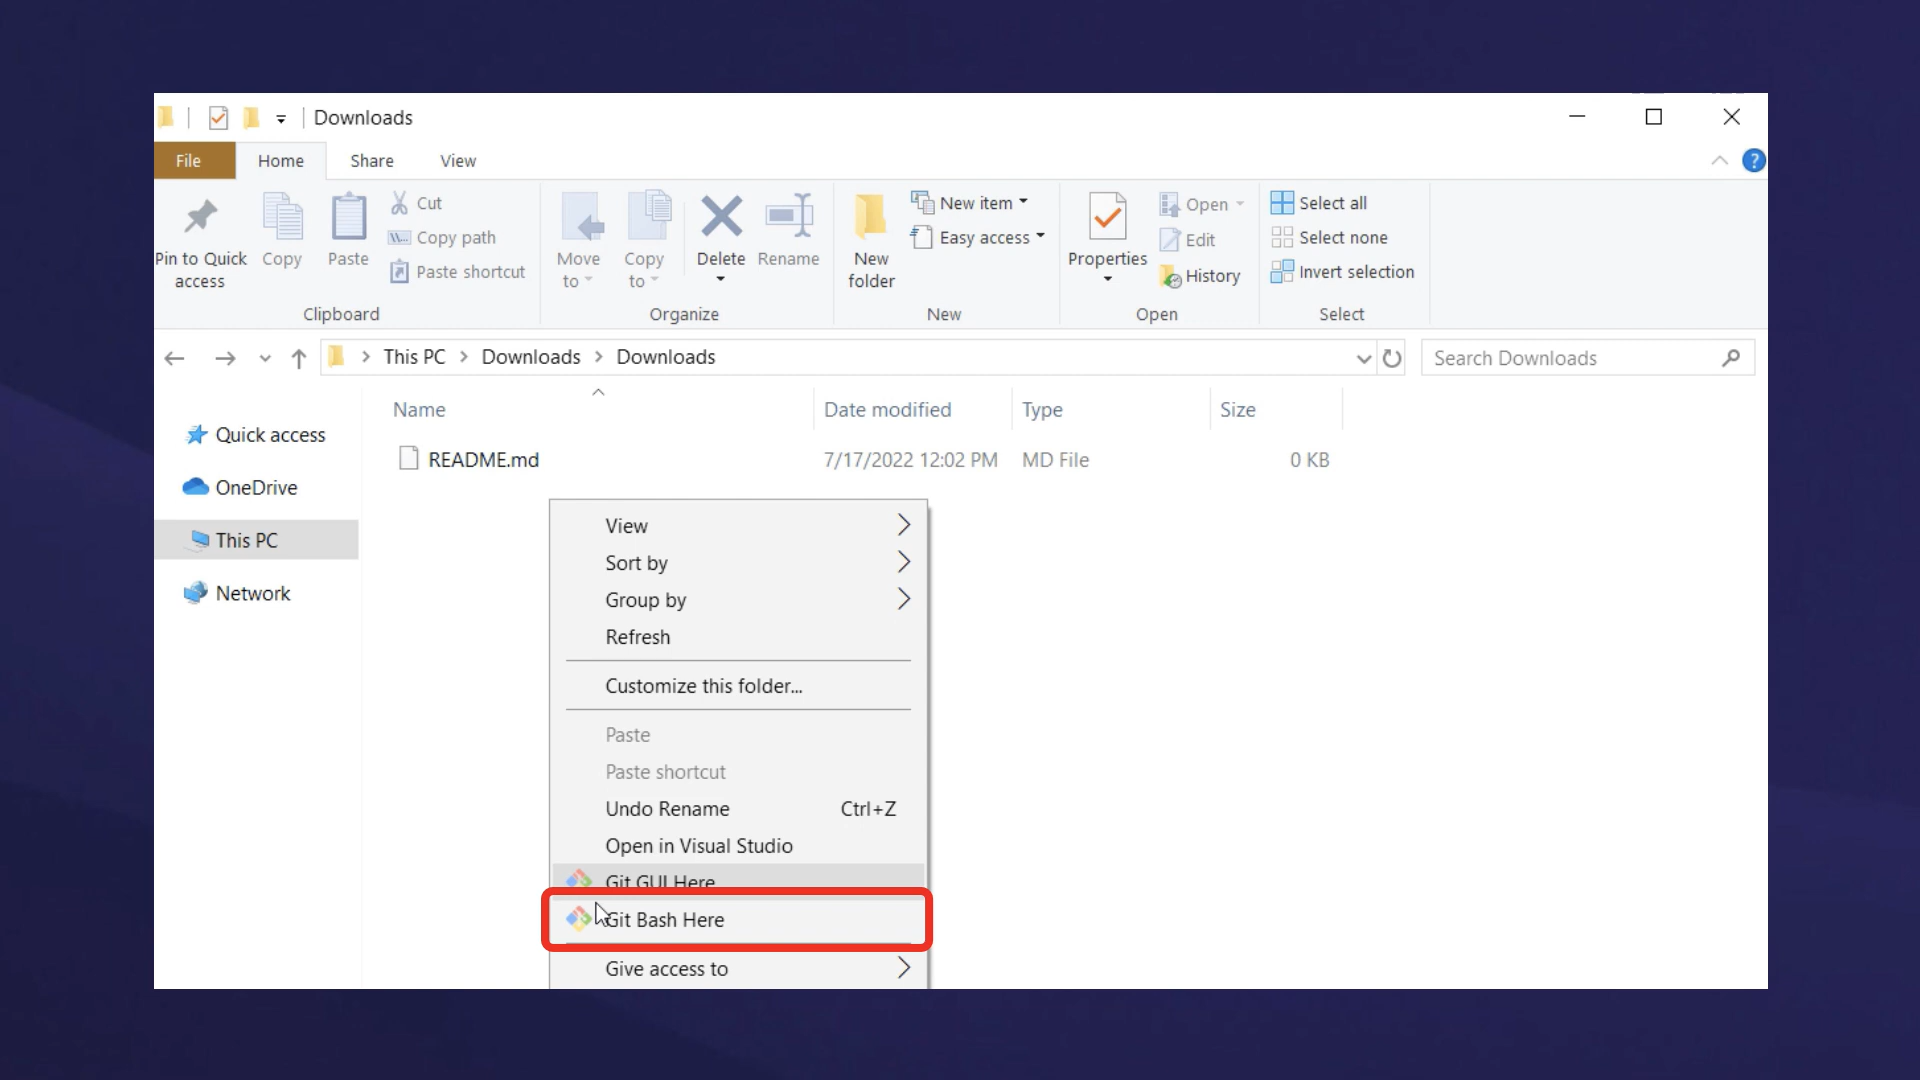 Downloads
File Home Share View
Pin to Quick access
Copy
Paste
Cut
Copy path
Paste shortcut
Clipboard
Move to
Copy to
Delete
Rename
Organize
New folder
New item
Easy access
New
Properties
Open
Edit
History
Open
Select all
Select none
Invert selection
Select
This PC > Downloads > Downloads
Search Downloads
Quick access
OneDrive
This PC
Network
Name Date modified Type Size
README.md 7/17/2022 12:02 PM MD File 0 KB
View
Sort by
Group by
Refresh
Customize this folder...
Paste
Paste shortcut
Undo Rename Ctrl+Z
Open in Visual Studio
Git GUI Here
Git Bash Here
Give access to